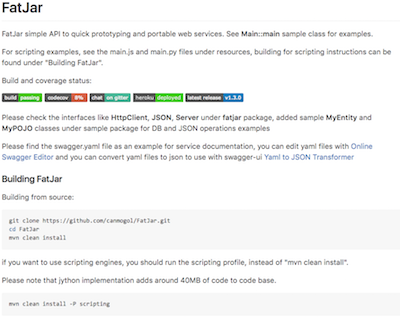 FatJar
FatJar simple API to quick prototyping and portable web services. See Main::main sample class for examples.
For scripting examples, see the main.js and main.py files under resources, building for scripting instructions can be
found under "Building FatJar".
Build and coverage status:
build passing codecov 8% chat on gitter heroku deployed latest release v1.3.0
Please check the interfaces like HttpClient, JSON, Server under fatjar package, added sample MyEntity and
MyPOJO classes under sample package for DB and JSON operations examples
Please find the swagger.yaml file as an example for service documentation, you can edit yaml files with Online
Swagger Editor and you can convert yaml files to json to use with swagger-ui Yaml to JSON Transformer
Building FatJar
Building from source:
git clone https://github.com/canmogol/FatJar.git
cd FatJar
mvn clean install
if you want to use scripting engines, you should run the scripting profile, instead of "mvn clean install".
Please note that jython implementation adds around 40MB of code to code base.
mvn clean install -P scripting